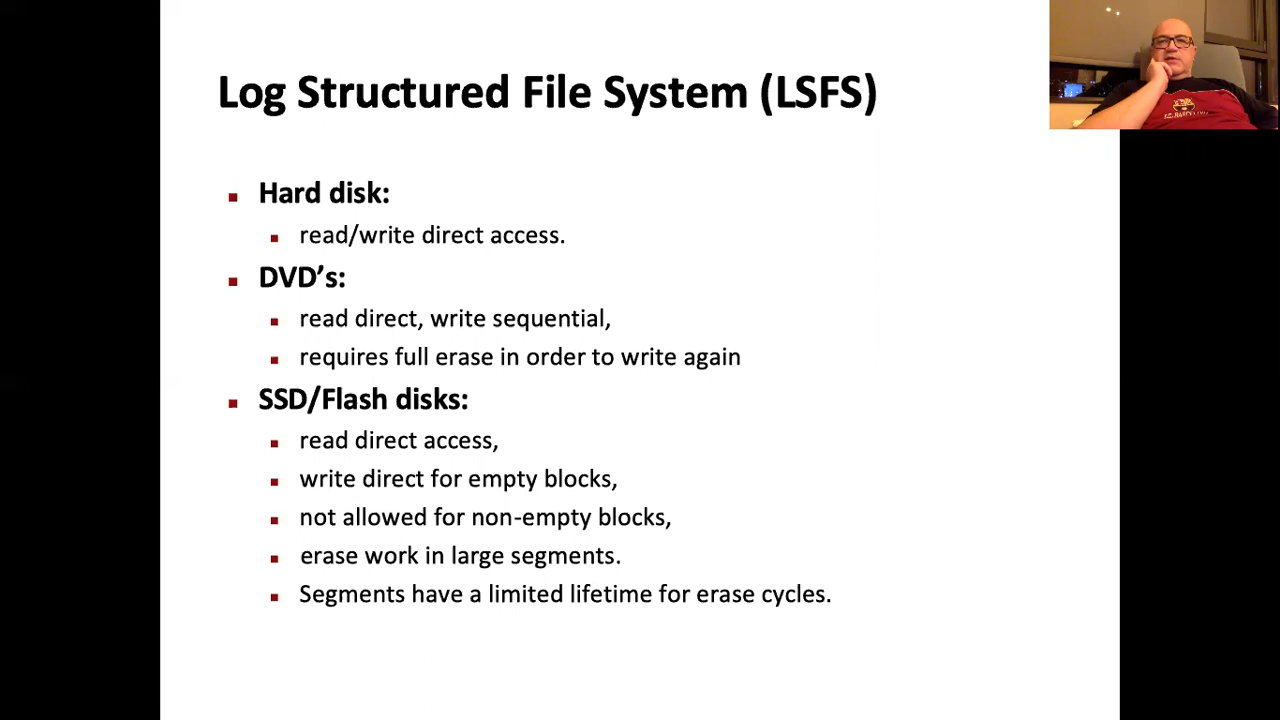 Log Structured File System (LSFS)
Hard disk:
read/write direct access.
DVD’s:
read direct, write sequential,
requires full erase in order to write again
SSD/Flash disks:
read direct access,
write direct for empty blocks,
not allowed for non-empty blocks,
erase work in large segments.
Segments have a limited lifetime for erase cycles.